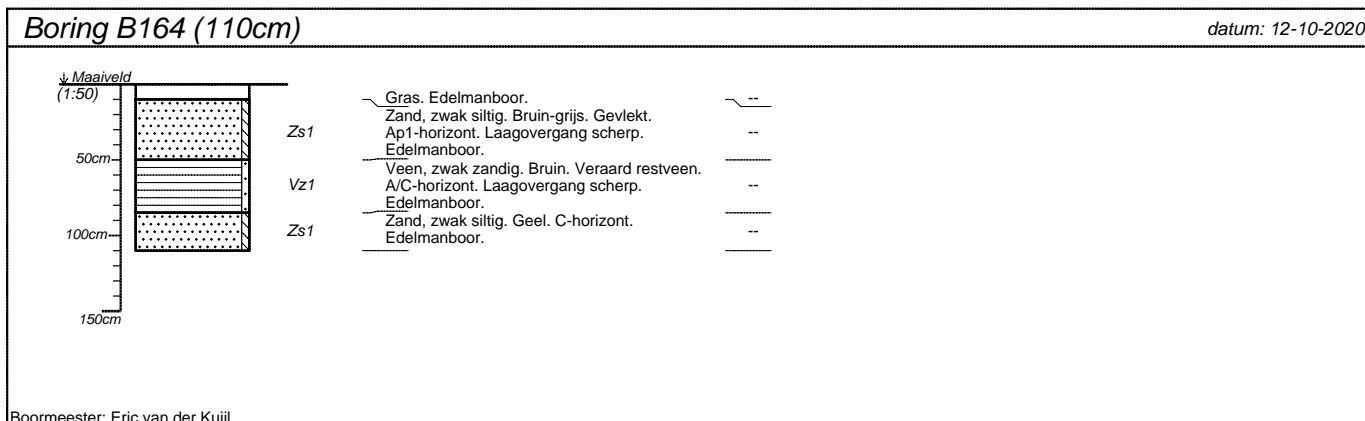 Boring B164 (110cm)
datum: 12-10-2020
Maaiveld
(1:50)
Gras. Edelmanboor.
--
Zs1
Zand, zwak siltig. Bruin-grijs. Gevlekt.
Ap1-horizont. Laagovergang scherp.
Edelmanboor.
--
50cm
Vz1
Veen, zwak zandig. Bruin. Veraard restveen.
A/C-horizont. Laagovergang scherp.
Edelmanboor.
--
100cm
Zs1
Zand, zwak siltig. Geel. C-horizont.
Edelmanboor.
--
150cm
Boormeester: Eric van der Kuijl